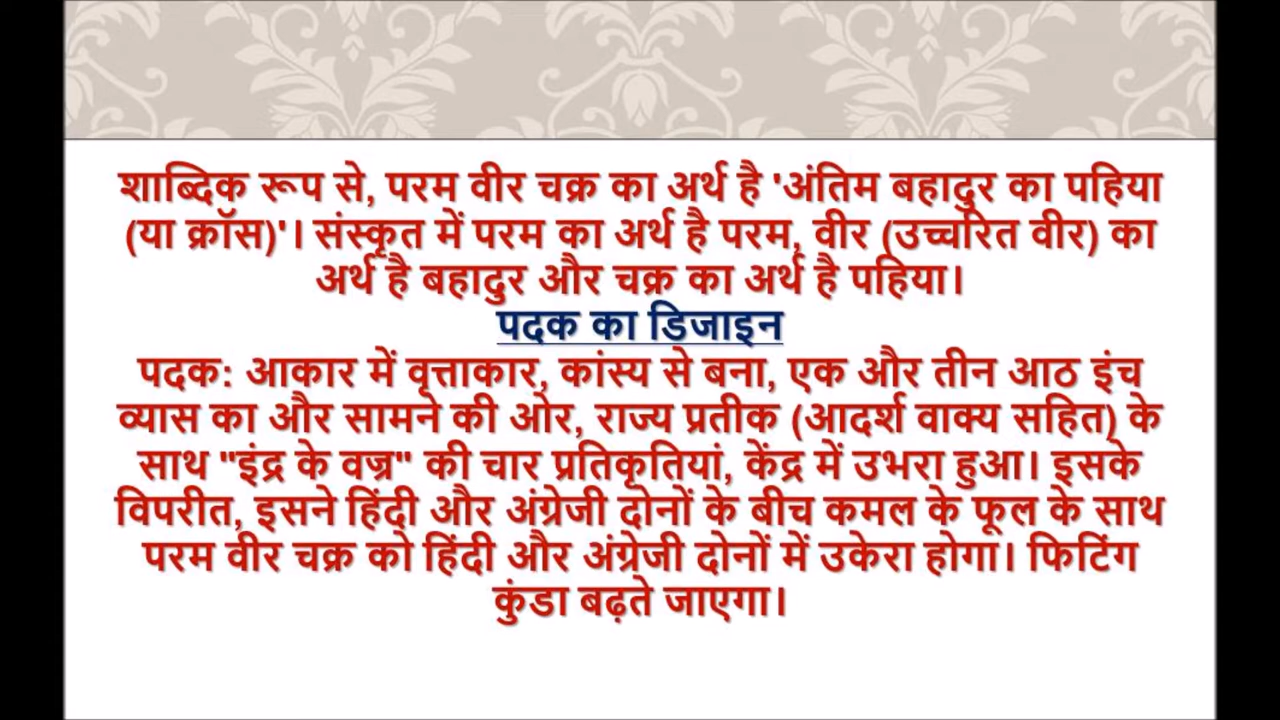 शाब्दिक रूप से, परम वीर चक्र का अर्थ है 'अंतिम बहादुर का पहिया
(या क्रॉस)'। संस्कृत में परम का अर्थ है परम, वीर (उच्चरित वीर) का
अर्थ है बहादुर और चक्र का अर्थ है पहिया।
पदक का डिजाइन
पदक: आकार में वृत्ताकार, कांस्य से बना, एक और तीन आठ इंच
व्यास का और सामने की ओर, राज्य प्रतीक (आदर्श वाक्य सहित) के
साथ "इंद्र के वज्र" की चार प्रतिकृतियां, केंद्र में उभरा हुआ। इसके
विपरीत, इसने हिंदी और अंग्रेजी दोनों के बीच कमल के फूल के साथ
परम वीर चक्र को हिंदी और अंग्रेजी दोनों में उकेरा होगा। फिटिंग
कुंडा बढ़ते जाएगा।